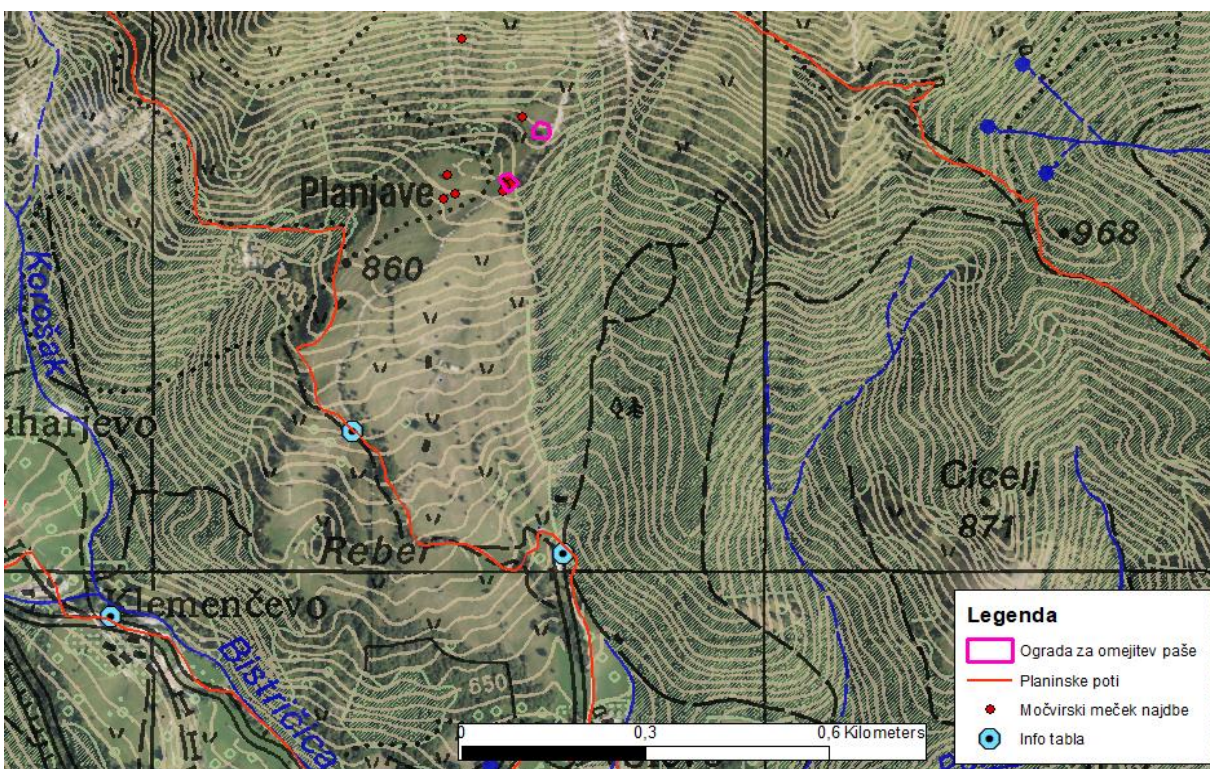 Planjave
860
968
Korošak
uharjevo
Cicelj
871
Rebel
Klemenčevo
Bistričica
650
0
0,3
0,6 Kilometers
Legenda
Ograda za omejitev paše
Planinske poti
Močvirski meček najdbe
Info tabla